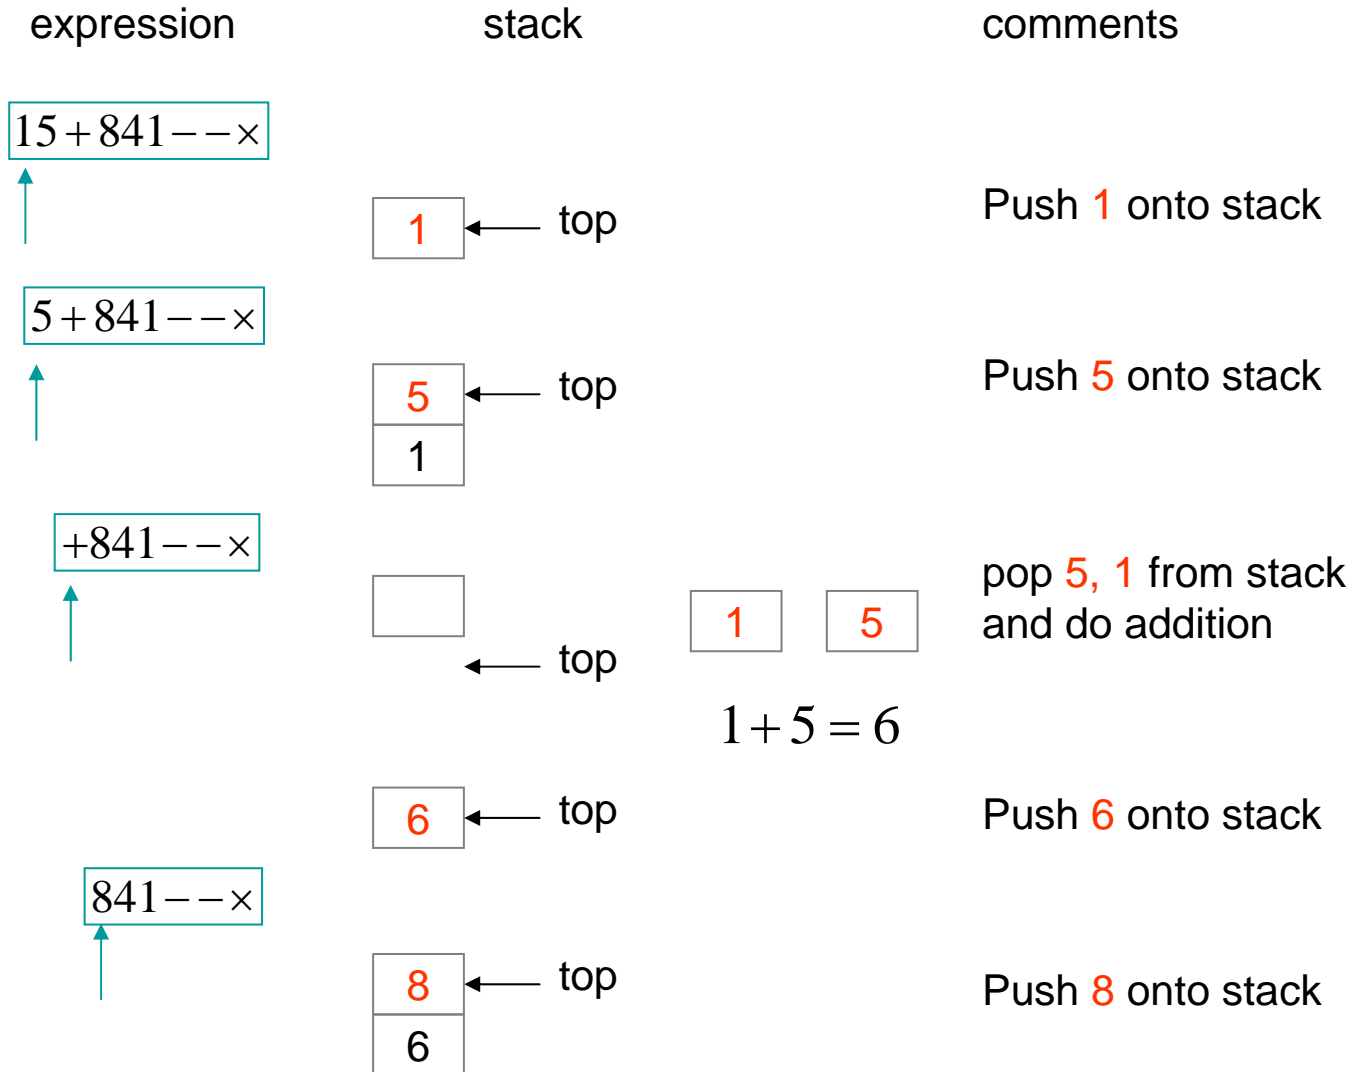 expression stack comments
15+841−−×
1 top Push 1 onto stack
5+841−−×
5 top Push 5 onto stack
1
+841−−×
pop 5, 1 from stack
1 5 and do addition
top
1+5=6
6 top Push 6 onto stack
841−−×
8 top Push 8 onto stack
6